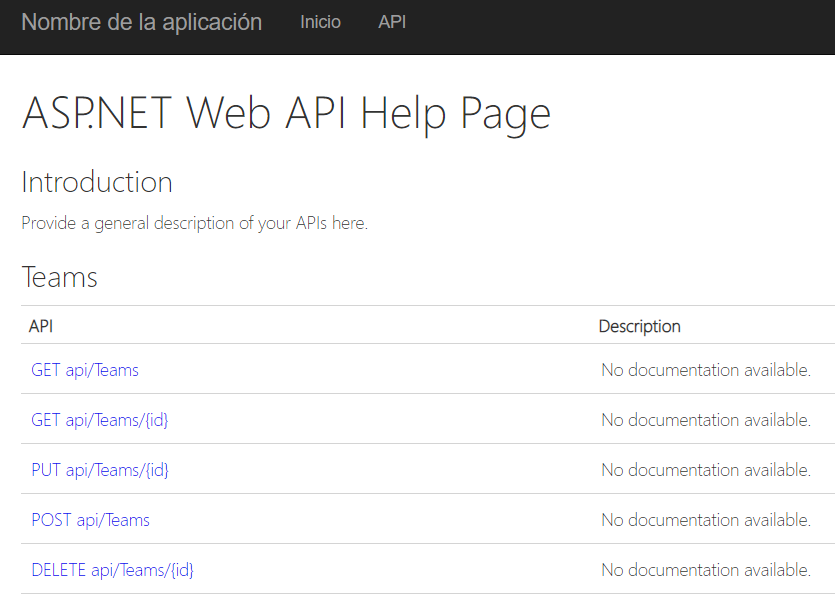 Nombre de la aplicación Inicio API
ASP.NET Web API Help Page
Introduction
Provide a general description of your APIs here.
Teams
API Description
GET api/Teams No documentation available.
GET api/Teams/{id} No documentation available.
PUT api/Teams/{id} No documentation available.
POST api/Teams No documentation available.
DELETE api/Teams/{id} No documentation available.